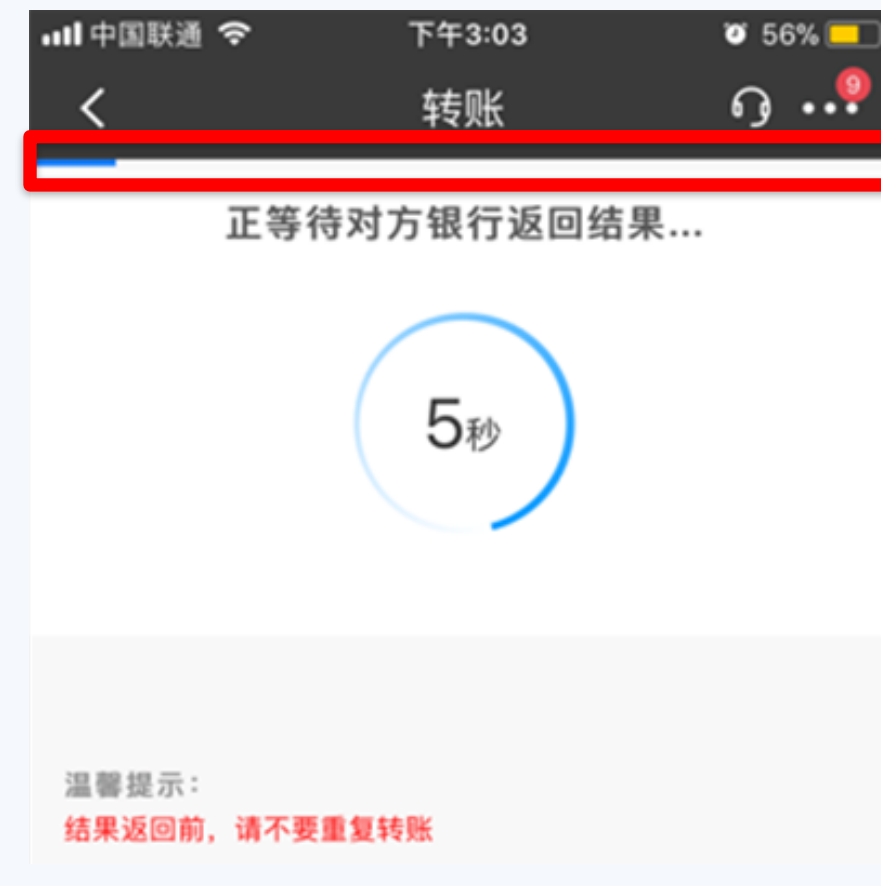 中国联通 下午3:03 56%
转账 9
正等待对方银行返回结果...
5秒
温馨提示：
结果返回前，请不要重复转账